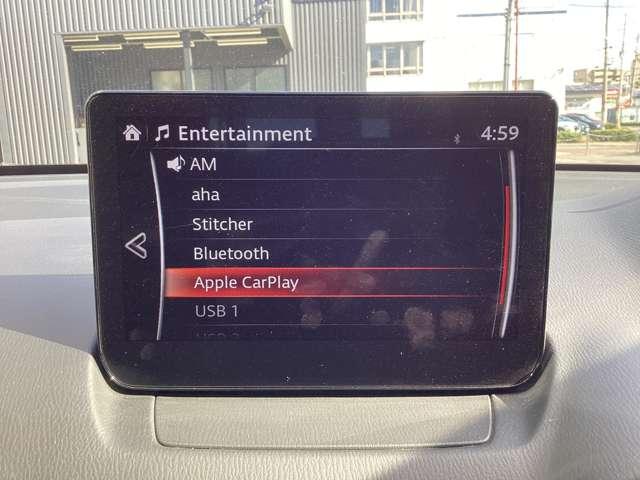 Entertainment 4:59
AM
aha
Stitcher
Bluetooth
Apple CarPlay
USB 1